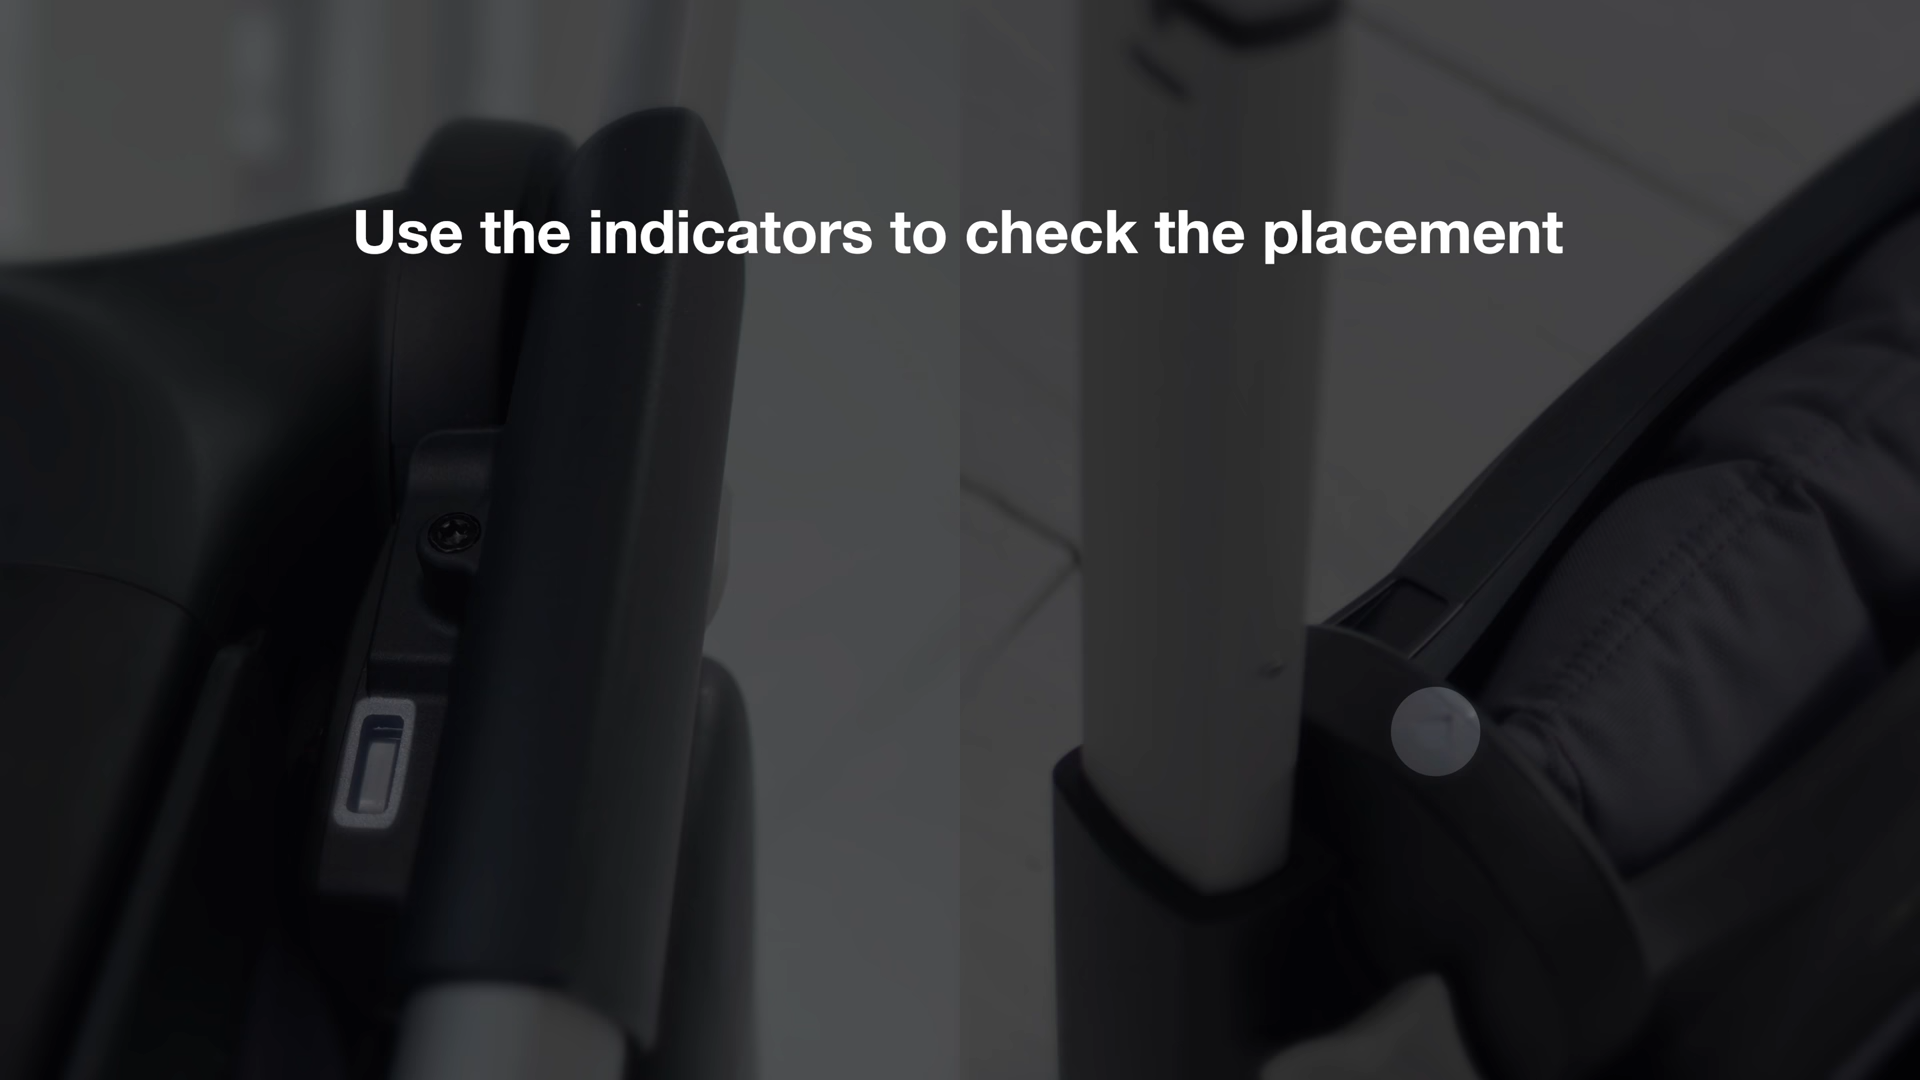 Use the indicators to check the placement